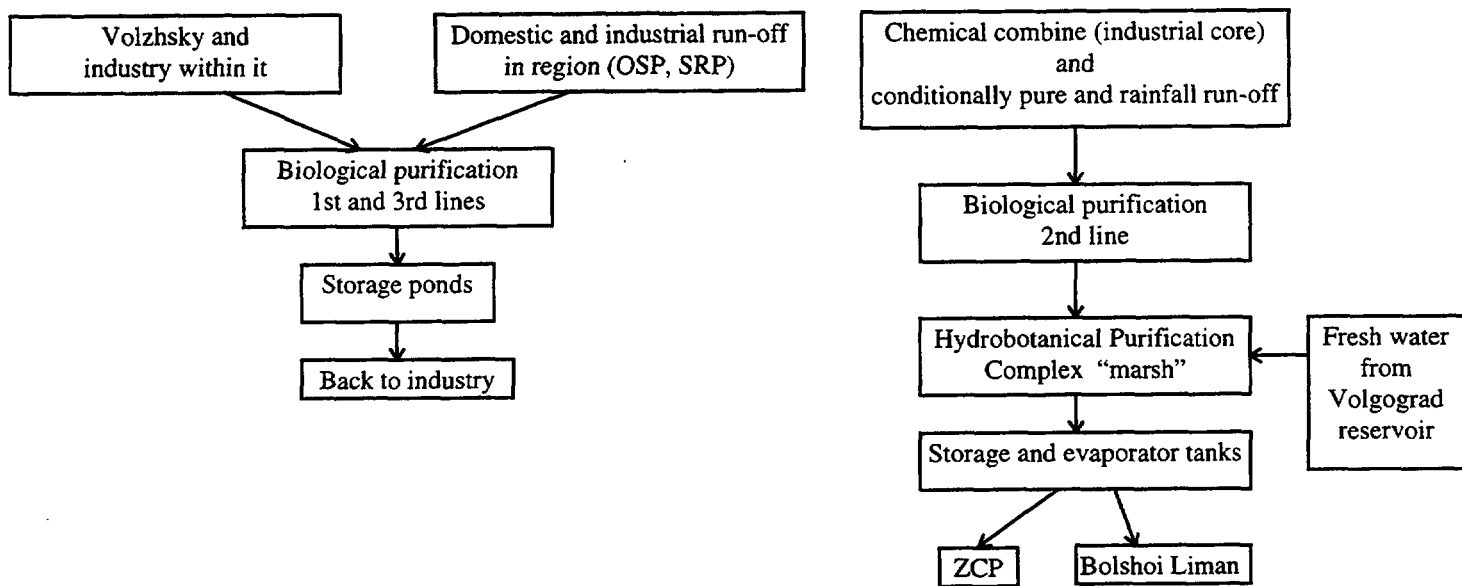 Volzhsky and
industry within it
Domestic and industrial run-off
in region (OSP, SRP)
Biological purification
1st and 3rd lines
Storage ponds
Back to industry
Chemical combine (industrial core)
and
conditionally pure and rainfall run-off
Biological purification
2nd line
Hydrobotanical Purification
Complex “marsh”
Fresh water
from
Volgograd
reservoir
Storage and evaporator tanks
ZCP
Bolshoi Liman